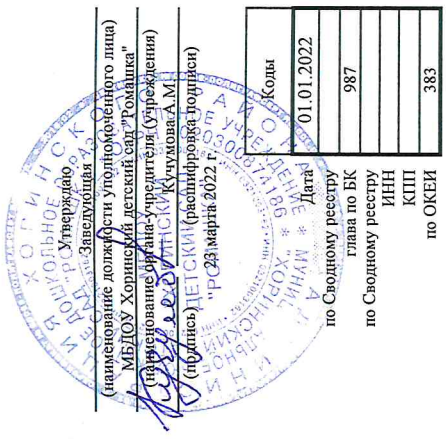 Утверждаю
Заведующая
(наименование должности уполномоченного лица)
МБДОУ Хоринский детский сад "Ромашка"
(наименование органа-учредителя (учреждения)
Кучумова А.М.
(подпись) (расшифровка подписи)
23 марта 2022 г.
Коды
Дата 01.01.2022
по Сводному реестру
глава по БК 987
по Сводному реестру
ИНН
КПП
по ОКЕИ 383